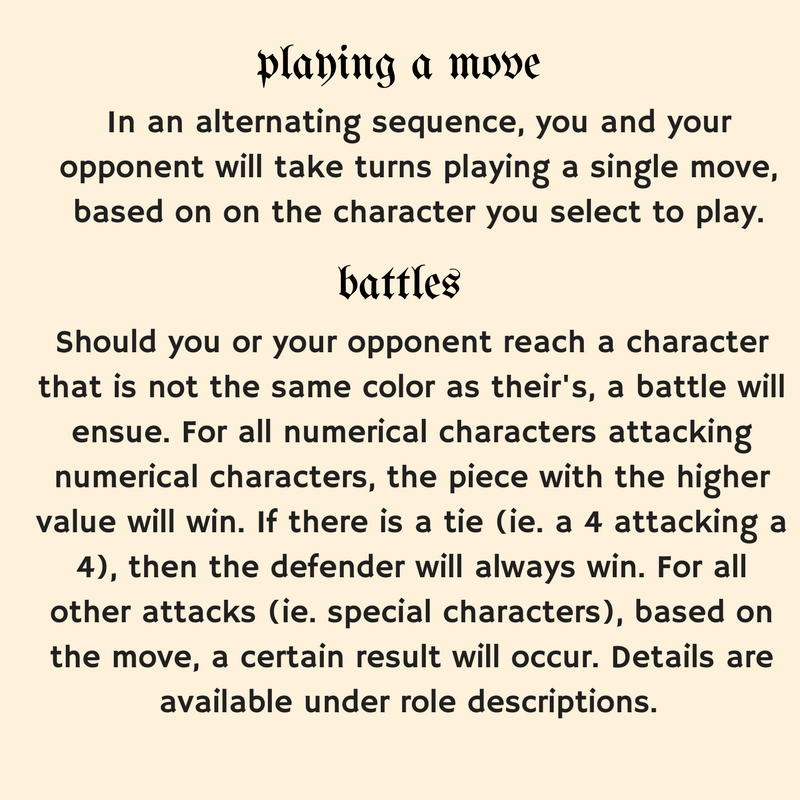 playing a move
In an alternating sequence, you and your
opponent will take turns playing a single move,
based on on the character you select to play.
battles
Should you or your opponent reach a character
that is not the same color as their's, a battle will
ensue. For all numerical characters attacking
numerical characters, the piece with the higher
value will win. If there is a tie (ie. a 4 attacking a
4), then the defender will always win. For all
other attacks (ie. special characters), based on
the move, a certain result will occur. Details are
available under role descriptions.